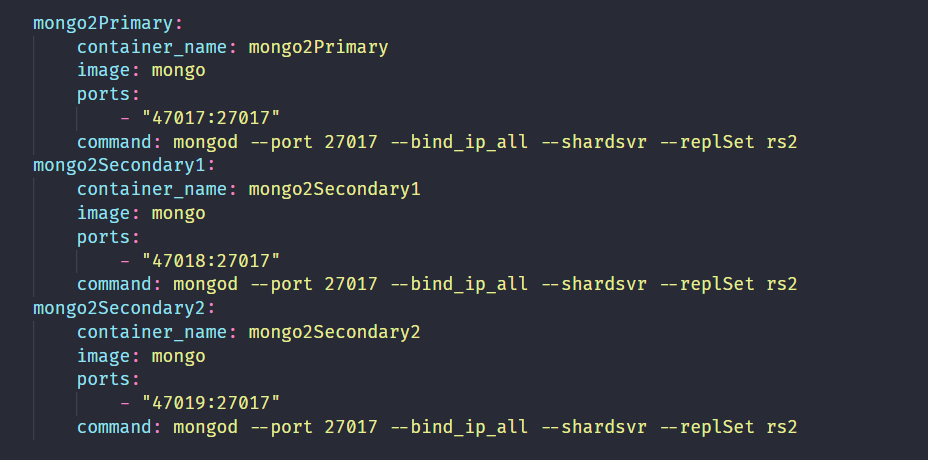 mongo2Primary:
container_name: mongo2Primary
image: mongo
ports:
- "47017:27017"
command: mongod --port 27017 --bind_ip_all --shardsvr --replSet rs2
mongo2Secondary1:
container_name: mongo2Secondary1
image: mongo
ports:
- "47018:27017"
command: mongod --port 27017 --bind_ip_all --shardsvr --replSet rs2
mongo2Secondary2:
container_name: mongo2Secondary2
image: mongo
ports:
- "47019:27017"
command: mongod --port 27017 --bind_ip_all --shardsvr --replSet rs2